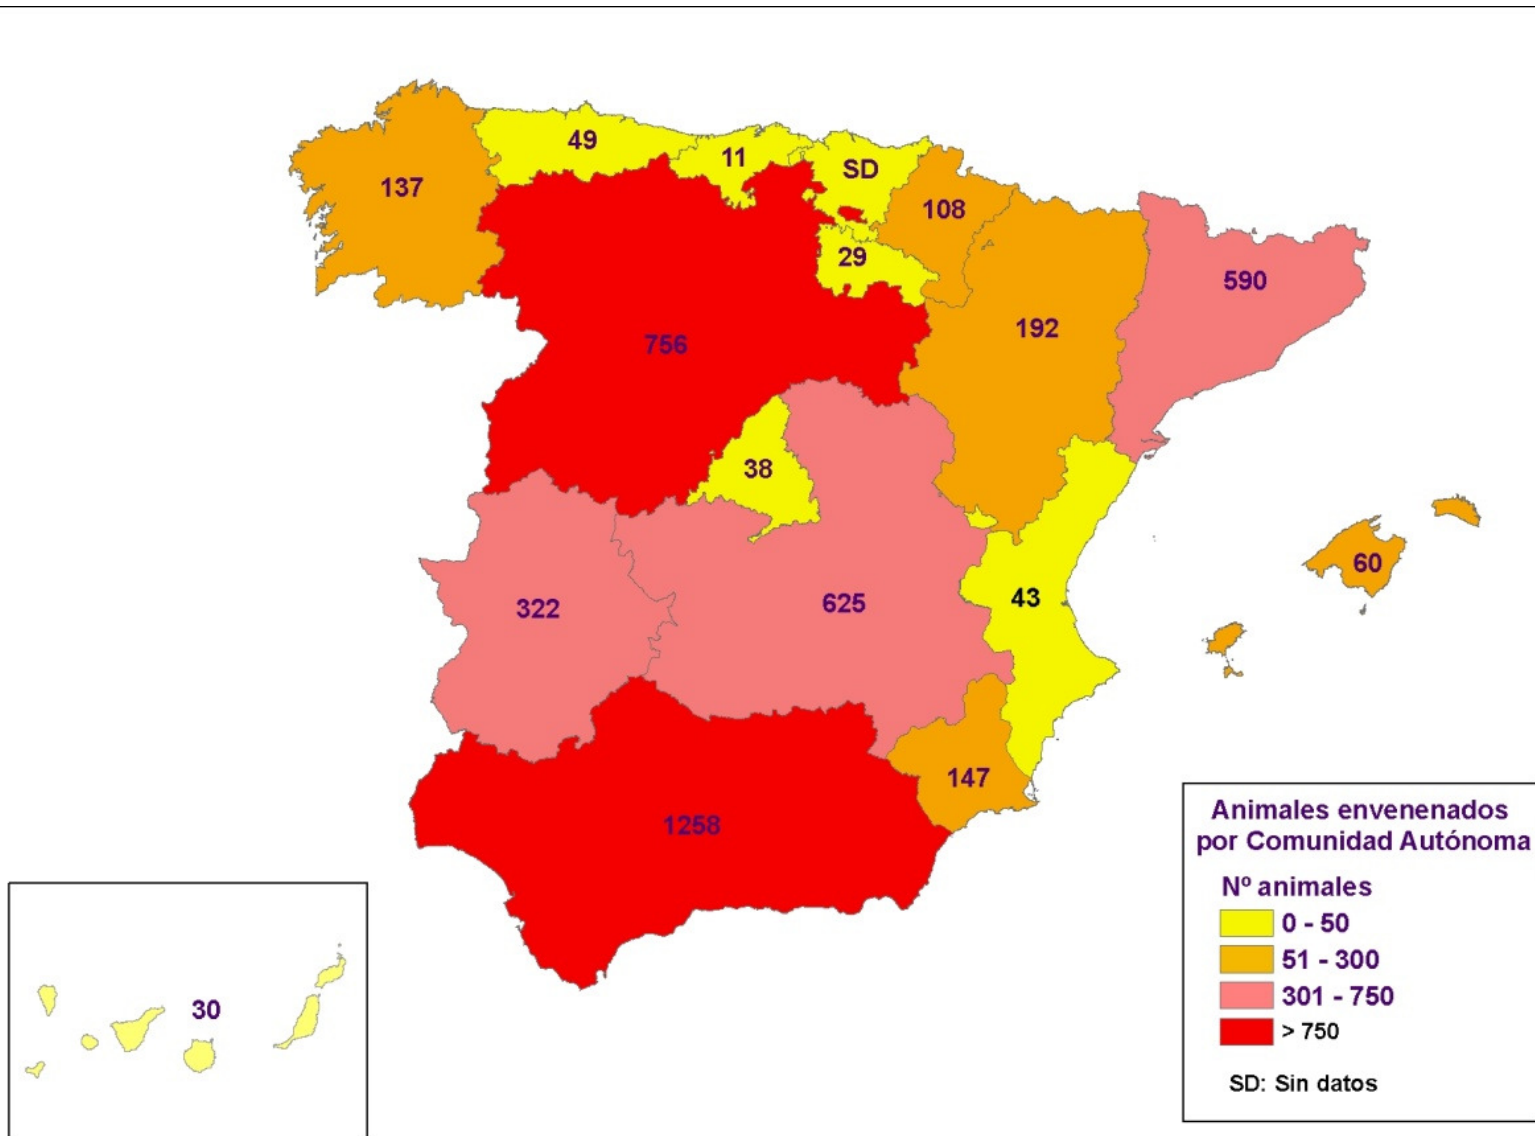 49
11
SD
137
108
29
590
192
756
38
60
322
625
43
147
1258
30
Animales envenenados
por Comunidad Autónoma
Nº animales
0 - 50
51 - 300
301 - 750
> 750
SD: Sin datos